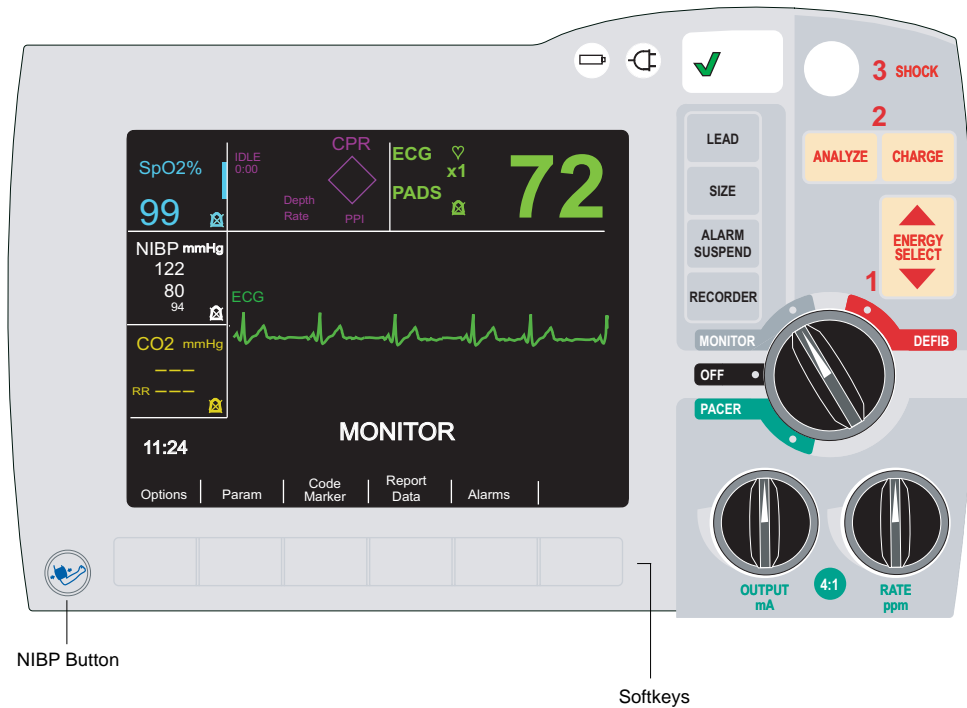 3 SHOCK
2
ANALYZE CHARGE
ENERGY
SELECT
1
LEAD
SIZE
ALARM
SUSPEND
RECORDER
MONITOR
DEFIB
OFF
PACER
SpO2%
99
IDLE
0:00
CPR
Depth
Rate
PPI
ECG
x1
PADS
72
NIBP mmHg
122
80
94
ECG
CO2 mmHg
---
RR ---
11:24
MONITOR
Options
Param
Code
Marker
Report
Data
Alarms
OUTPUT
mA
4:1
RATE
ppm
NIBP Button
Softkeys